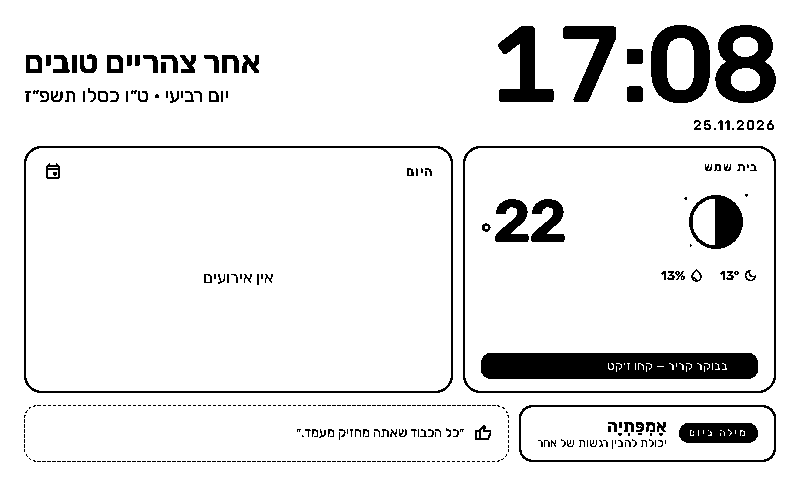 17:08
25.11.2026
אחר צהריים טובים
יום רביעי • ט״ו כסלו תשפ״ז
בית שמש
22°
13° 13%
בבוקר קריר – קחו ז׳קט
היום
אין אירועים
מילה ביום
אֶמְפַּתְיָה
יכולת להבין רגשות של אחר
״כל הכבוד שאתה מחזיק מעמד.״